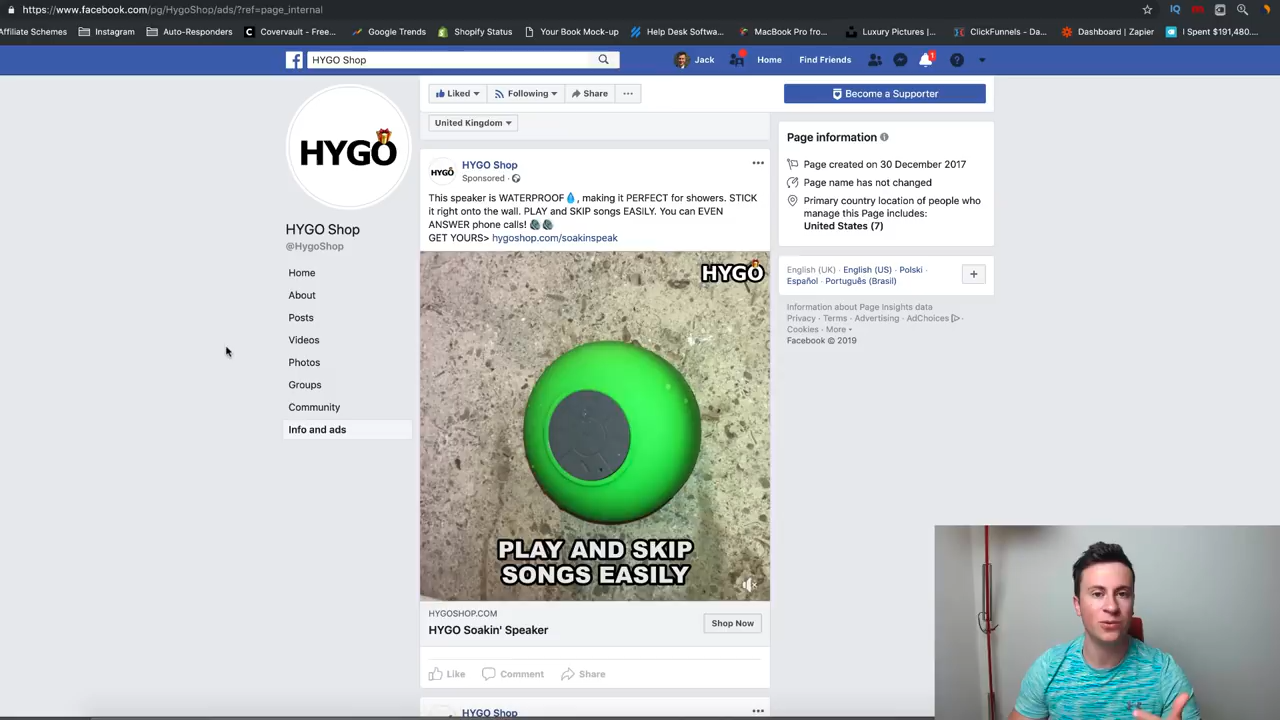 https://www.facebook.com/pg/HygoShop/ads/?ref=page_internal
Affiliate Schemes Instagram Auto-Responders Covervault - Free... Google Trends Shopify Status Your Book Mock-up Help Desk Softwa... MacBook Pro fro... Luxury Pictures |... ClickFunnels - Da... Dashboard | Zapier I Spent $191,480....
HYGO Shop
Jack Home Find Friends 1
Liked Following Share
Become a Supporter
United Kingdom
HYGO
HYGO Shop
@HygoShop
Home
About
Posts
Videos
Photos
Groups
Community
Info and ads
HYGO
HYGO Shop
Sponsored ·
This speaker is WATERPROOF💧, making it PERFECT for showers. STICK
it right onto the wall. PLAY and SKIP songs EASILY. You can EVEN
ANSWER phone calls!
GET YOURS> hygoshop.com/soakinspeak
HYGO
PLAY AND SKIP
SONGS EASILY
HYGOSHOP.COM
HYGO Soakin' Speaker
Shop Now
Like Comment Share
HYGO Shop
Page information
Page created on 30 December 2017
Page name has not changed
Primary country location of people who
manage this Page includes:
United States (7)
English (UK) · English (US) · Polski ·
Español · Português (Brasil)
Information about Page Insights data
Privacy · Terms · Advertising · AdChoices ·
Cookies · More
Facebook © 2019